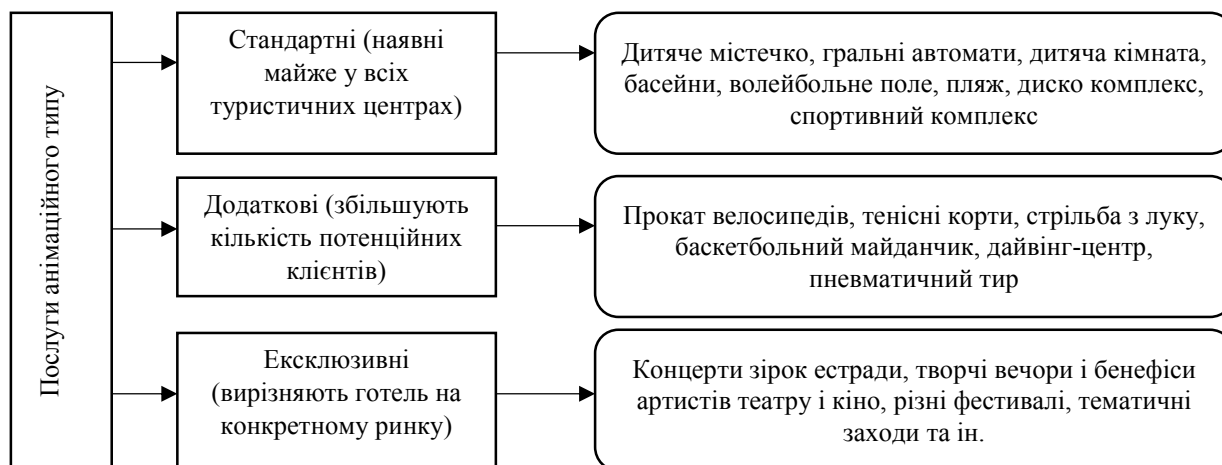 Послуги анімаційного типу
Стандартні (наявні
майже у всіх
туристичних центрах)
Дитяче містечко, гральні автомати, дитяча кімната,
басейни, волейбольне поле, пляж, диско комплекс,
спортивний комплекс
Додаткові (збільшують
кількість потенційних
клієнтів)
Прокат велосипедів, тенісні корти, стрільба з луку,
баскетбольний майданчик, дайвінг-центр,
пневматичний тир
Ексклюзивні
(вирізняють готель на
конкретному ринку)
Концерти зірок естради, творчі вечори і бенефіси
артистів театру і кіно, різні фестивалі, тематичні
заходи та ін.